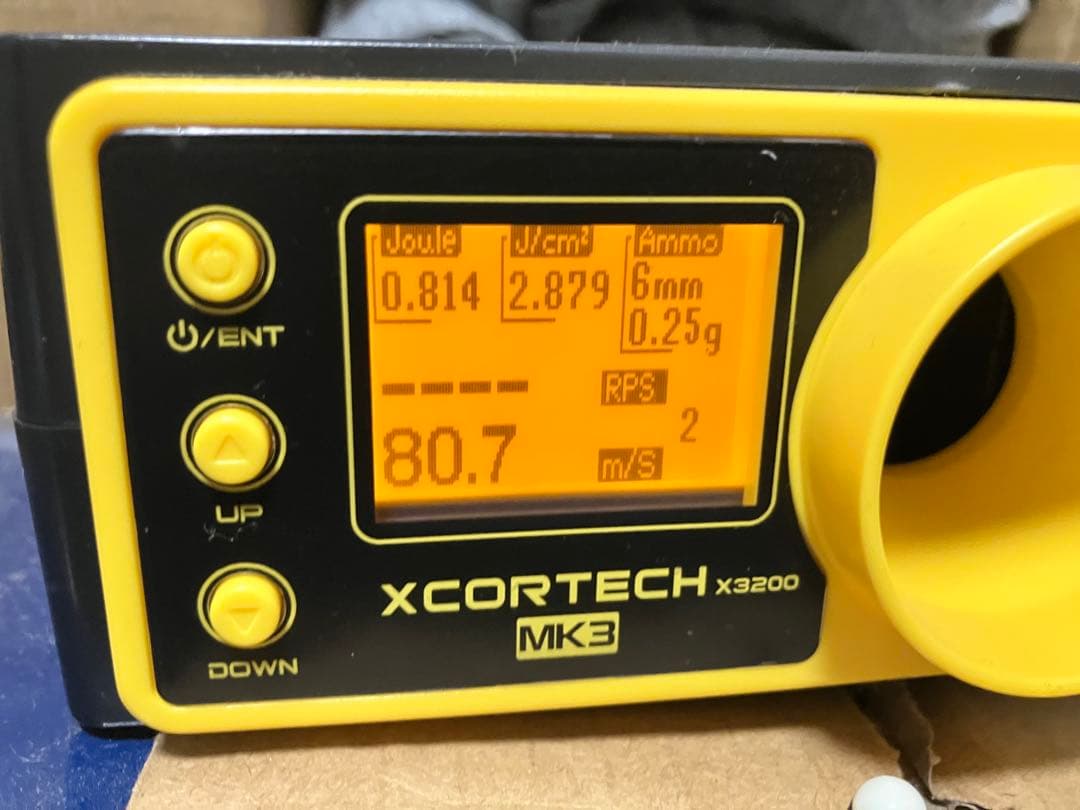 Joule J/cm² Ammo
0.814 2.879 6mm
0.25g
---- RPS
2
80.7 m/S
⏻/ENT
UP
DOWN
XCORTECH X3200
MK3